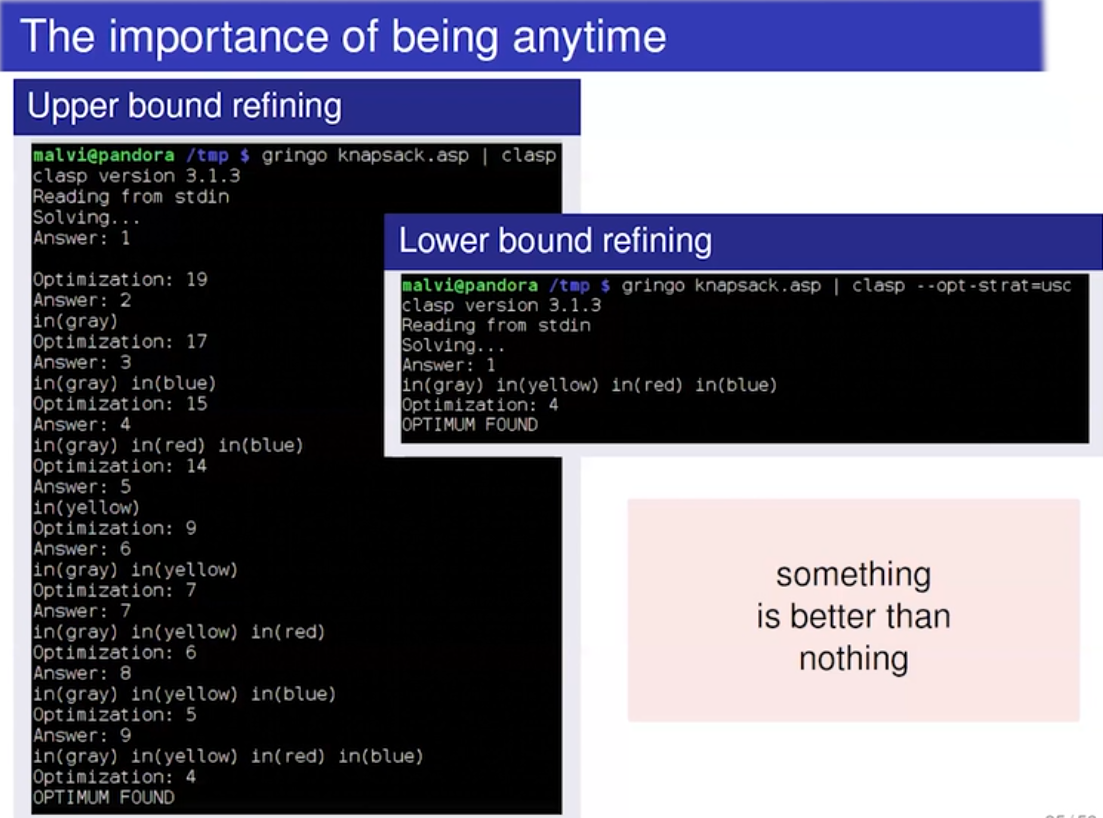 The importance of being anytime
Upper bound refining
malvi@pandora /tmp $ gringo knapsack.asp | clasp
clasp version 3.1.3
Reading from stdin
Solving...
Answer: 1
Optimization: 19
Answer: 2
in(gray)
Optimization: 17
Answer: 3
in(gray) in(blue)
Optimization: 15
Answer: 4
in(gray) in(red) in(blue)
Optimization: 14
Answer: 5
in(yellow)
Optimization: 9
Answer: 6
in(gray) in(yellow)
Optimization: 7
Answer: 7
in(gray) in(yellow) in(red)
Optimization: 6
Answer: 8
in(gray) in(yellow) in(blue)
Optimization: 5
Answer: 9
in(gray) in(yellow) in(red) in(blue)
Optimization: 4
OPTIMUM FOUND
Lower bound refining
malvi@pandora /tmp $ gringo knapsack.asp | clasp --opt-strat=usc
clasp version 3.1.3
Reading from stdin
Solving...
Answer: 1
in(gray) in(yellow) in(red) in(blue)
Optimization: 4
OPTIMUM FOUND
something
is better than
nothing